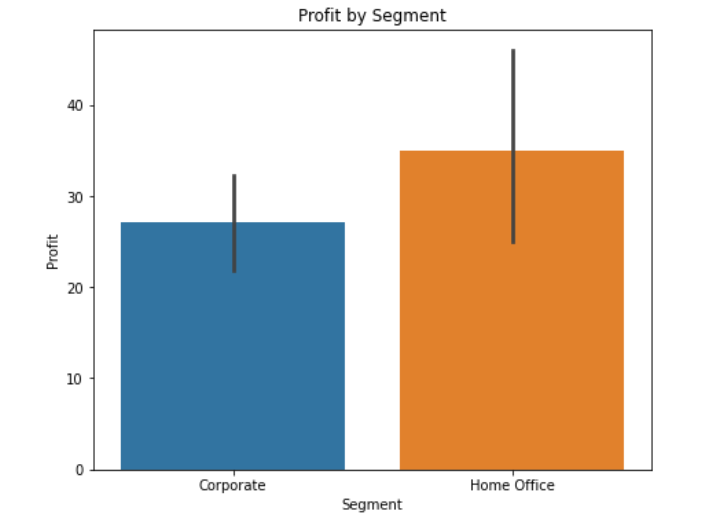 Profit by Segment
40
30
20
10
0
Profit
Corporate
Home Office
Segment